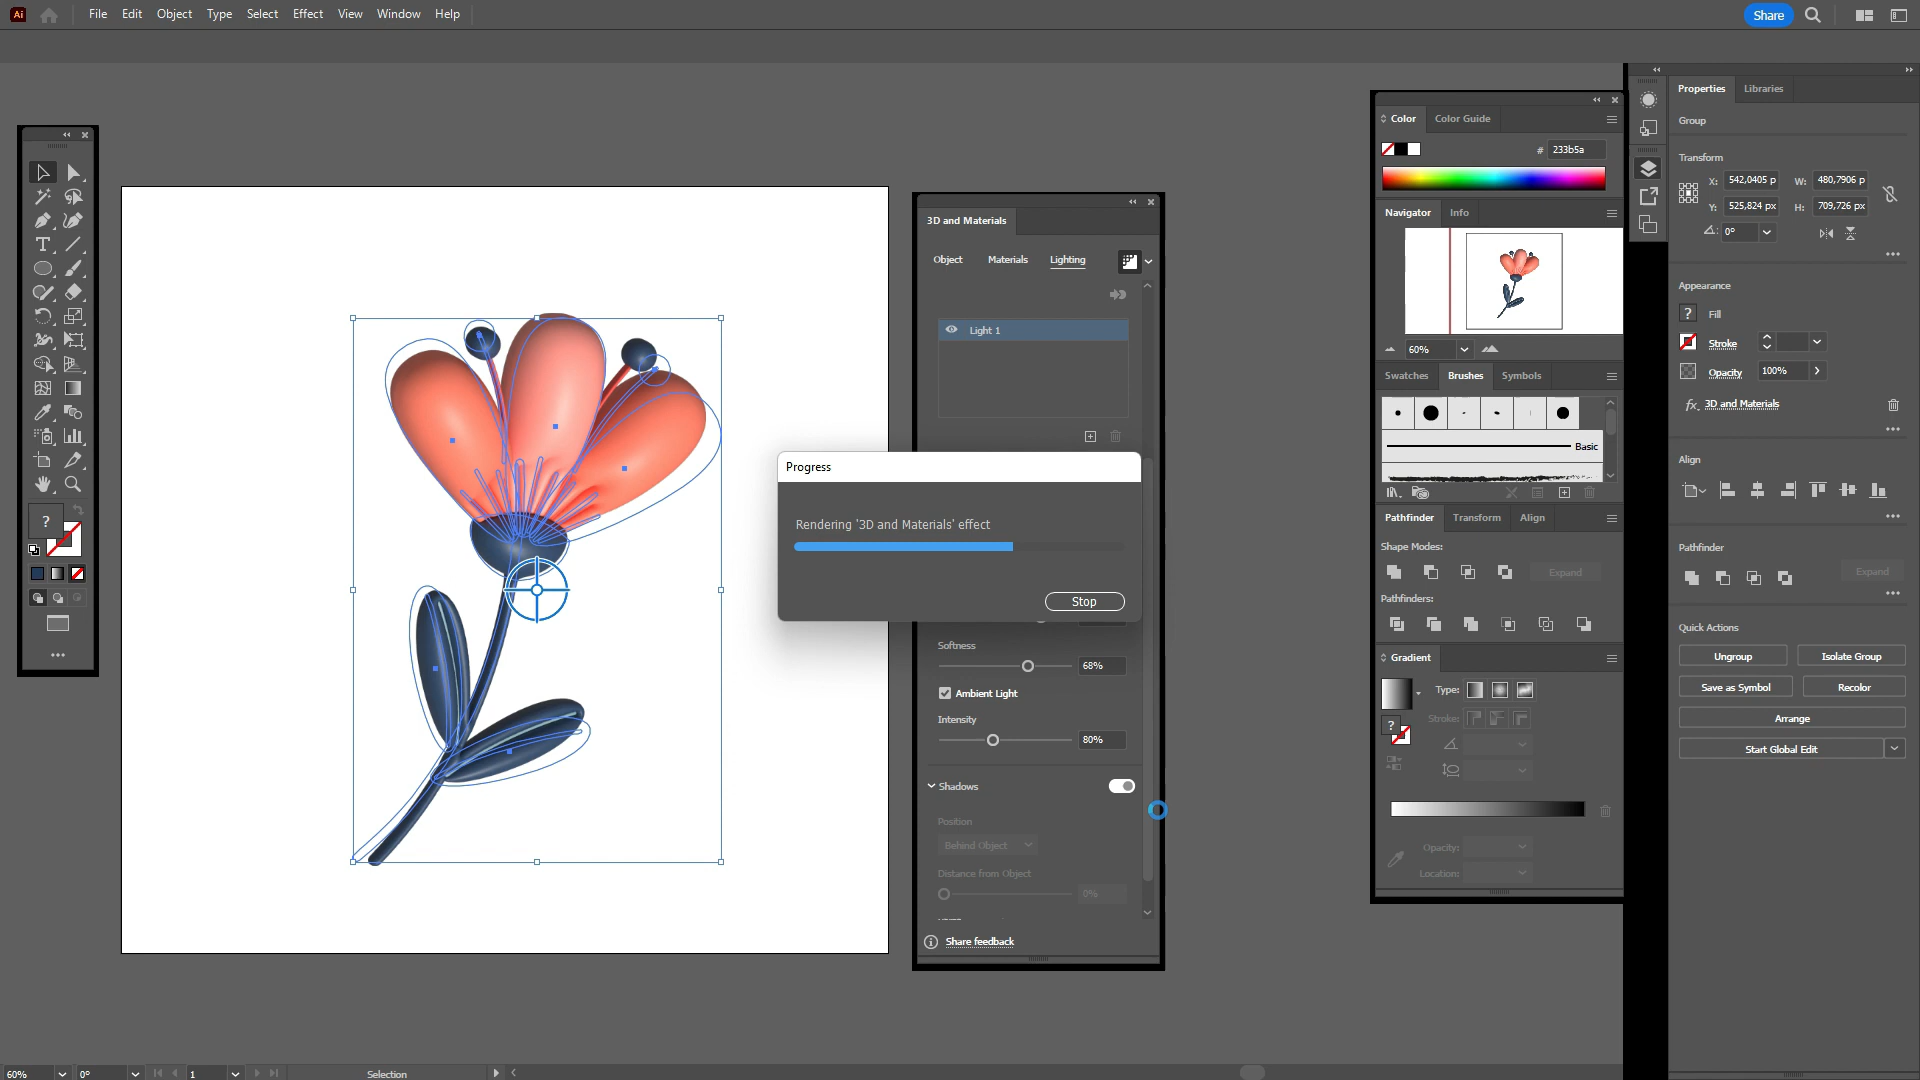 Ai File Edit Object Type Select Effect View Window Help Share
Properties Libraries
Group
Transform
X: 542,0405 p W: 480,7906 p
Y: 525,824 px H: 709,726 px
0°
Appearance
? Fill
Stroke
Opacity 100%
fx 3D and Materials
Align
Pathfinder
Expand
Quick Actions
Ungroup Isolate Group
Save as Symbol Recolor
Arrange
Start Global Edit
Color Color Guide
# 233b5a
Navigator Info
60%
Swatches Brushes Symbols
Basic
Pathfinder Transform Align
Shape Modes:
Expand
Pathfinders:
Gradient
Type:
Stroke:
?
Opacity:
Location:
3D and Materials
Object Materials Lighting
Light 1
Progress
Rendering '3D and Materials' effect
Stop
Softness
68%
Ambient Light
Intensity
80%
Shadows
Position
Behind Object
Distance from Object
0%
Share feedback
T
?
60% 0° 1 Selection